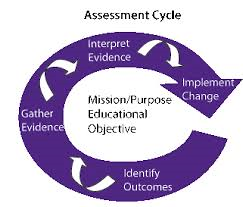 Assessment Cycle
Interpret
Evidence
Implement
Change
Mission/Purpose
Educational
Objective
Gather
Evidence
Identify
Outcomes